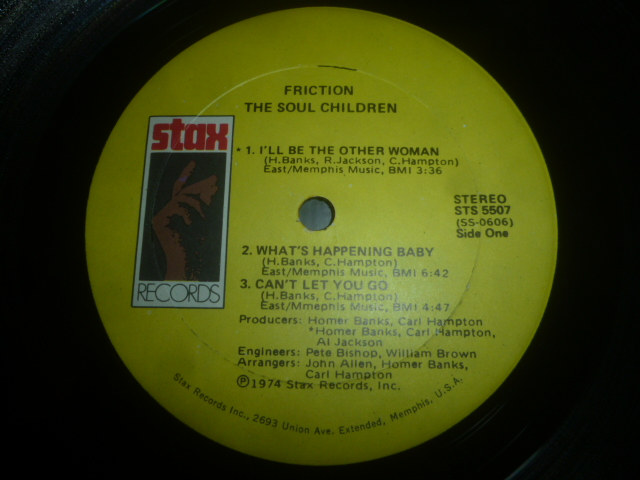 FRICTION
THE SOUL CHILDREN
stax
RECORDS
* 1. I'LL BE THE OTHER WOMAN
(H.Banks, R.Jackson, C.Hampton)
East/Memphis Music, BMI 3:36
STEREO
STS 5507
(SS-0606)
Side One
2. WHAT'S HAPPENING BABY
(H.Banks, C.Hampton)
East/Memphis Music, BMI 6:42
3. CAN'T LET YOU GO
(H.Banks, C.Hampton)
East/Mmephis Music, BMI 4:47
Producers: Homer Banks, Carl Hampton
*Homer Banks, Carl Hampton,
Al Jackson
Engineers: Pete Bishop, William Brown
Arrangers: John Allen, Homer Banks,
Carl Hampton
℗1974 Stax Records, Inc.
Stax Records Inc., 2693 Union Ave. Extended, Memphis, U.S.A.